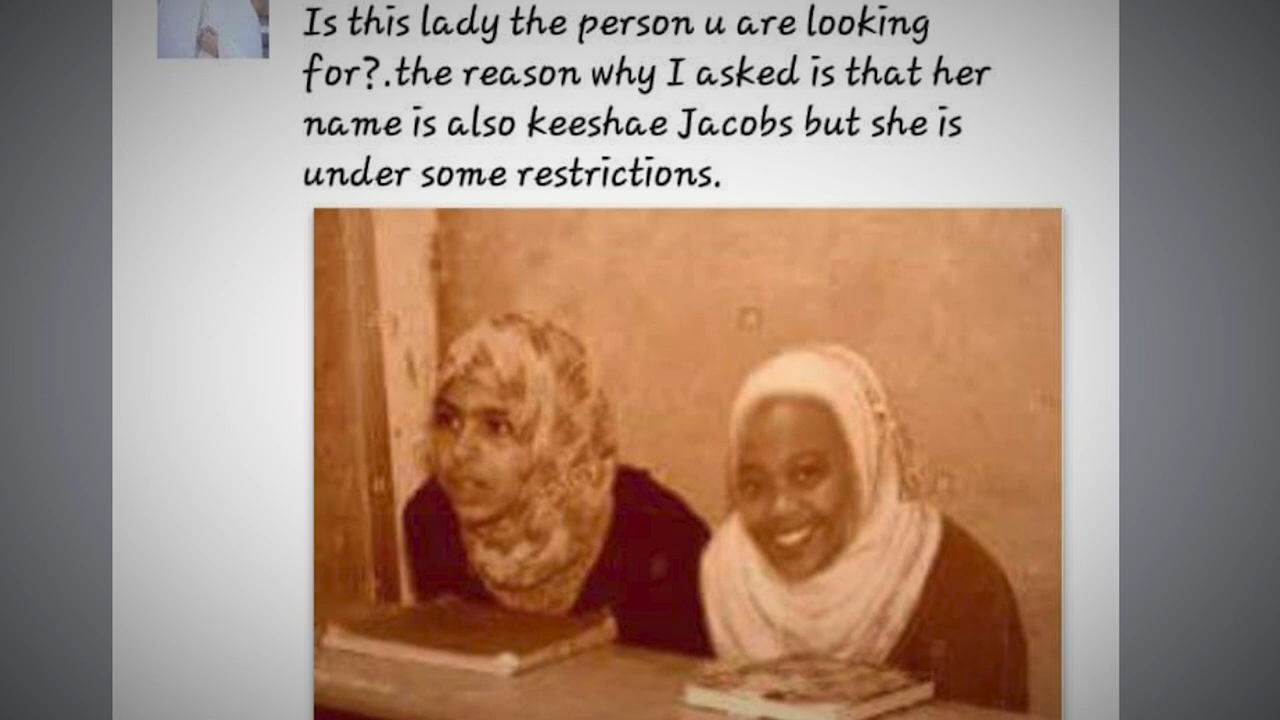 Is this lady the person u are looking
for?.the reason why I asked is that her
name is also keeshae Jacobs but she is
under some restrictions.